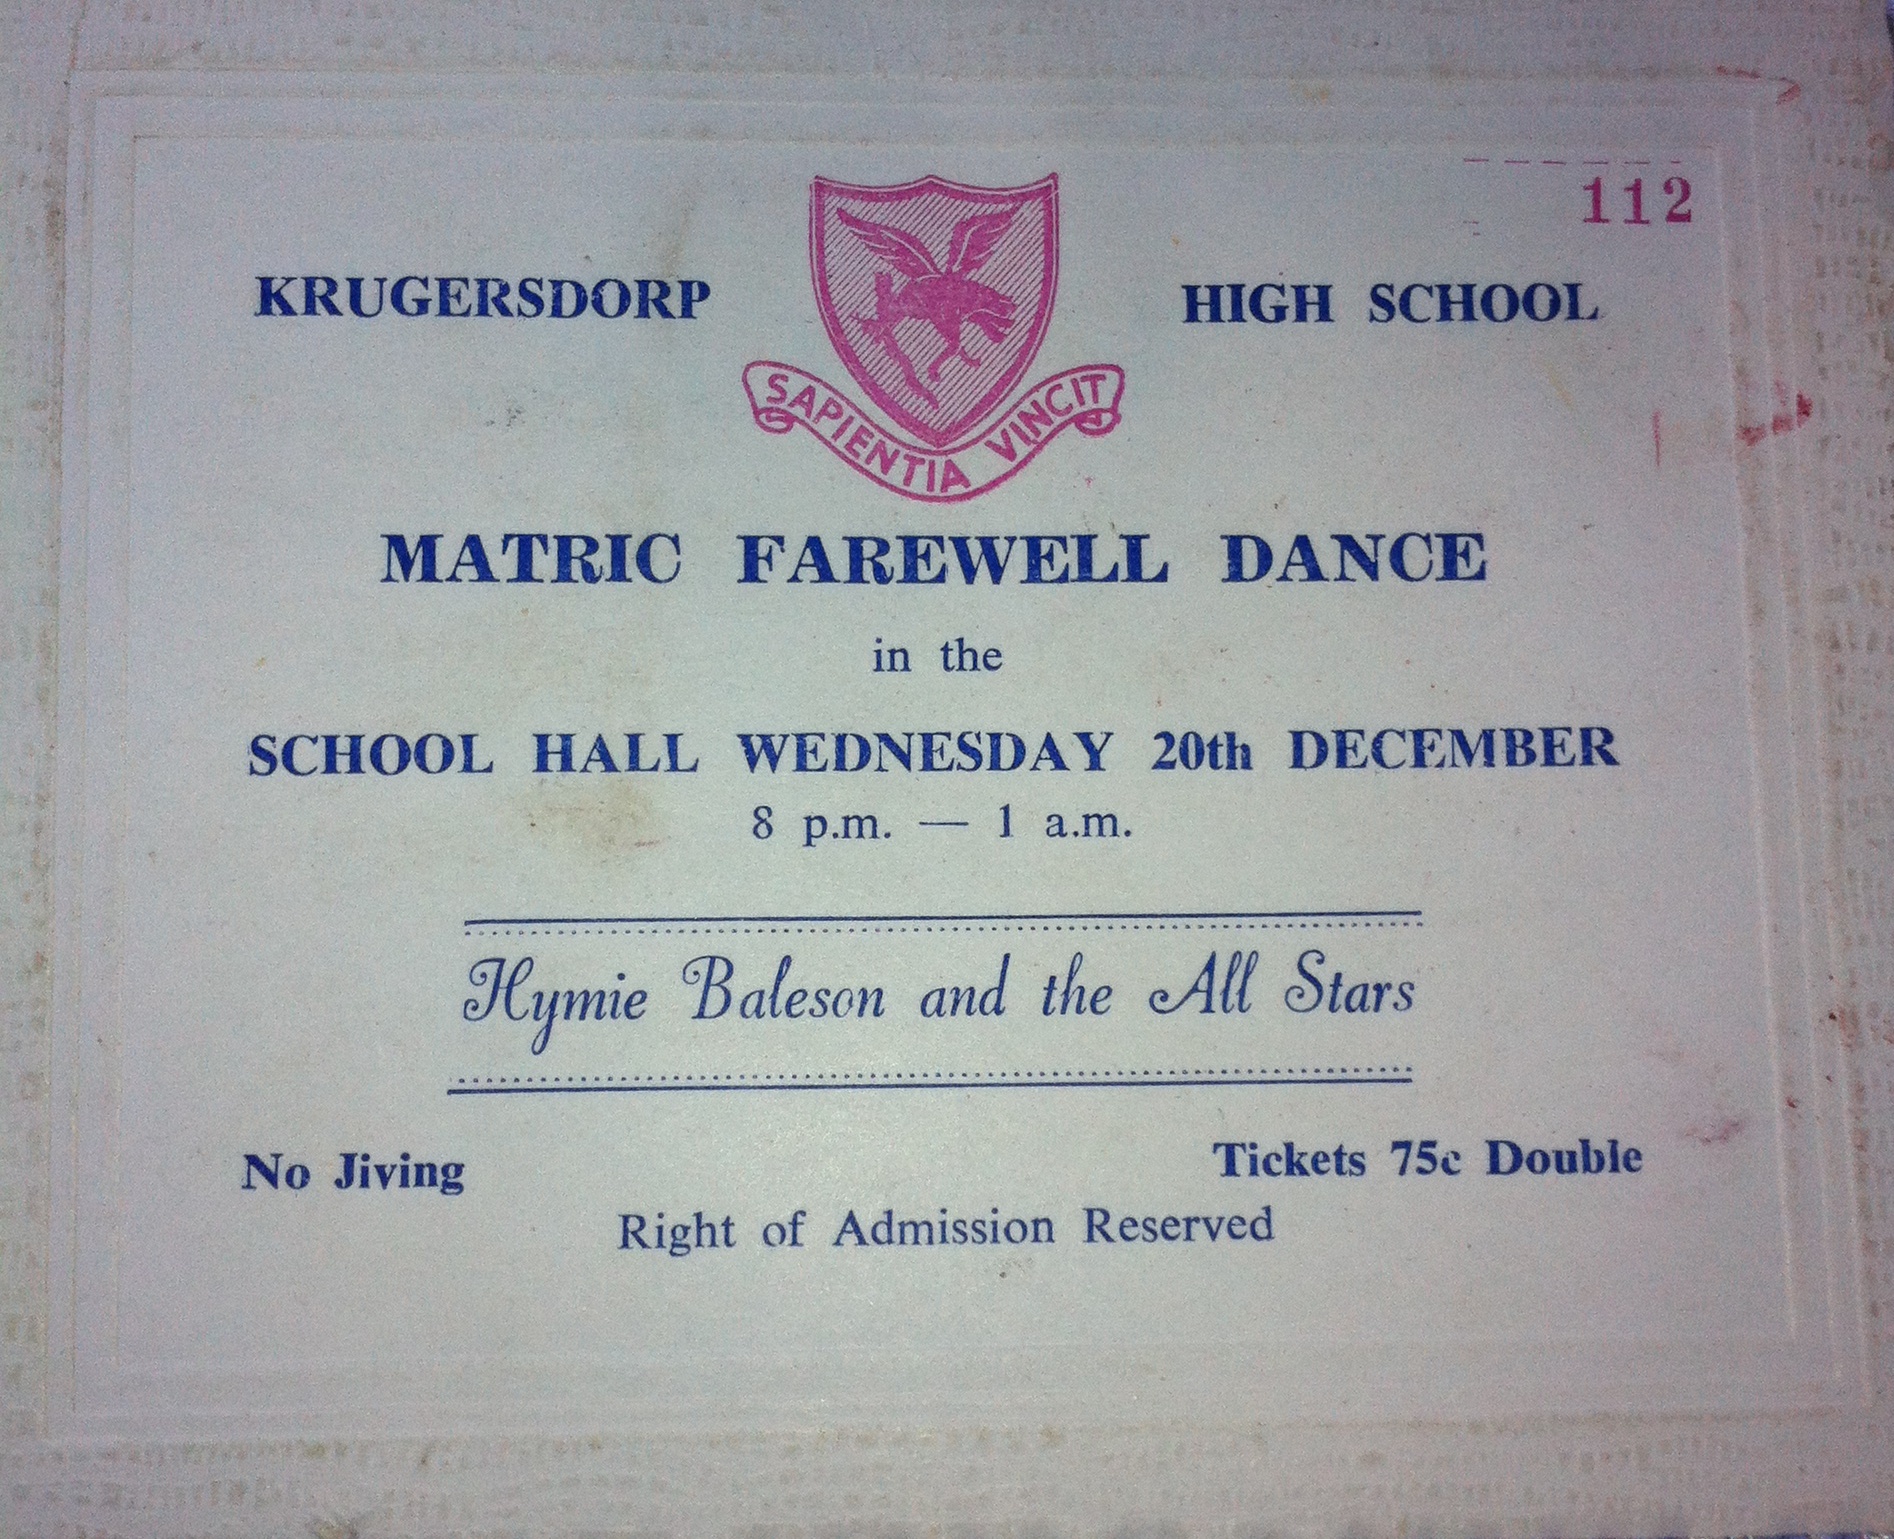 112
KRUGERSDORP HIGH SCHOOL
SAPIENTIA VINCIT
MATRIC FAREWELL DANCE
in the
SCHOOL HALL WEDNESDAY 20th DECEMBER
8 p.m. — 1 a.m.
Hymie Baleson and the All Stars
No Jiving Tickets 75c Double
Right of Admission Reserved